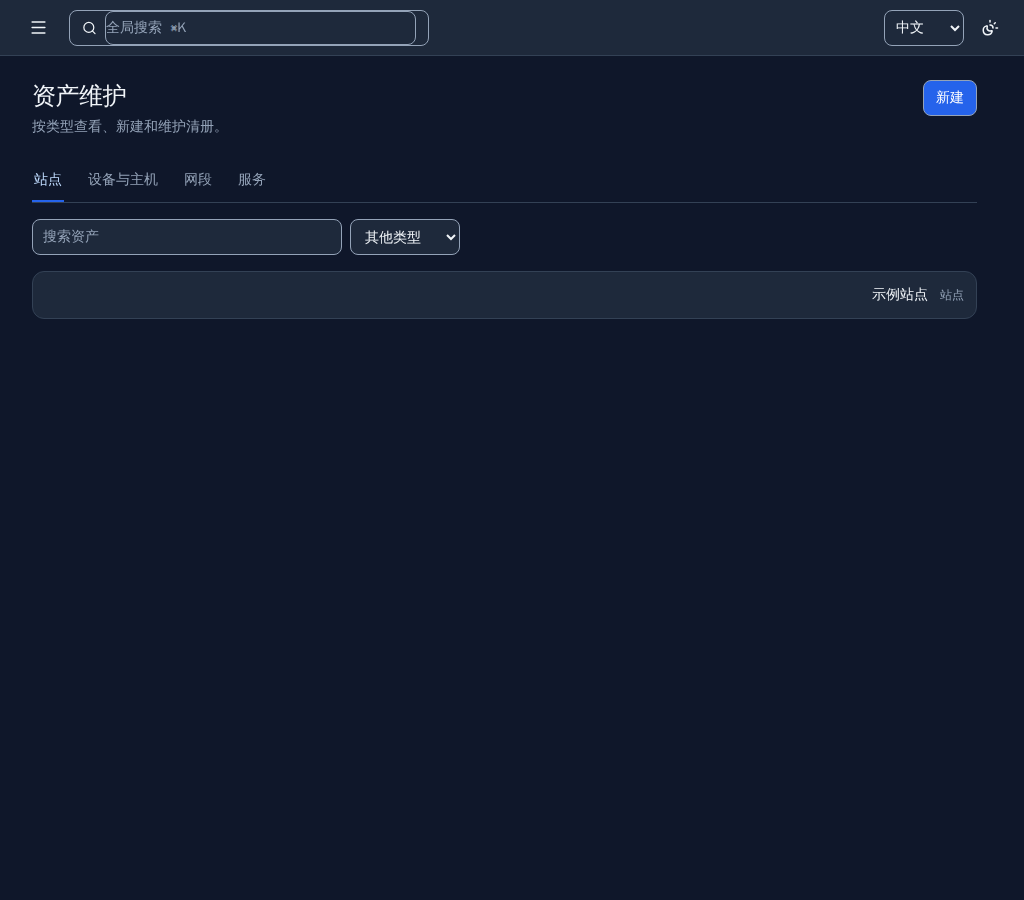 全局搜索 ⌘K
中文
资产维护
新建
按类型查看、新建和维护清册。
站点 设备与主机 网段 服务
搜索资产
其他类型
示例站点 站点